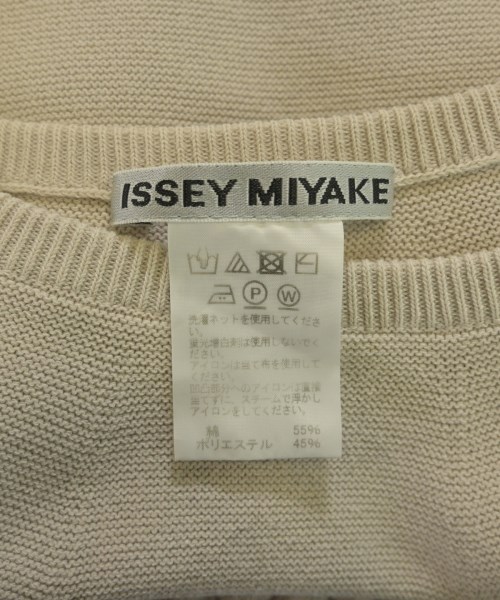 ISSEY MIYAKE
P W
洗濯ネットを使用してくださ
い。
蛍光増白剤は使用しないでく
ださい。
アイロンは当て布を使用して
ください。
凹凸部分へのアイロンは直接
当てずに、スチームで浮かし
アイロンをしてください。
綿 55%
ポリエステル 45%